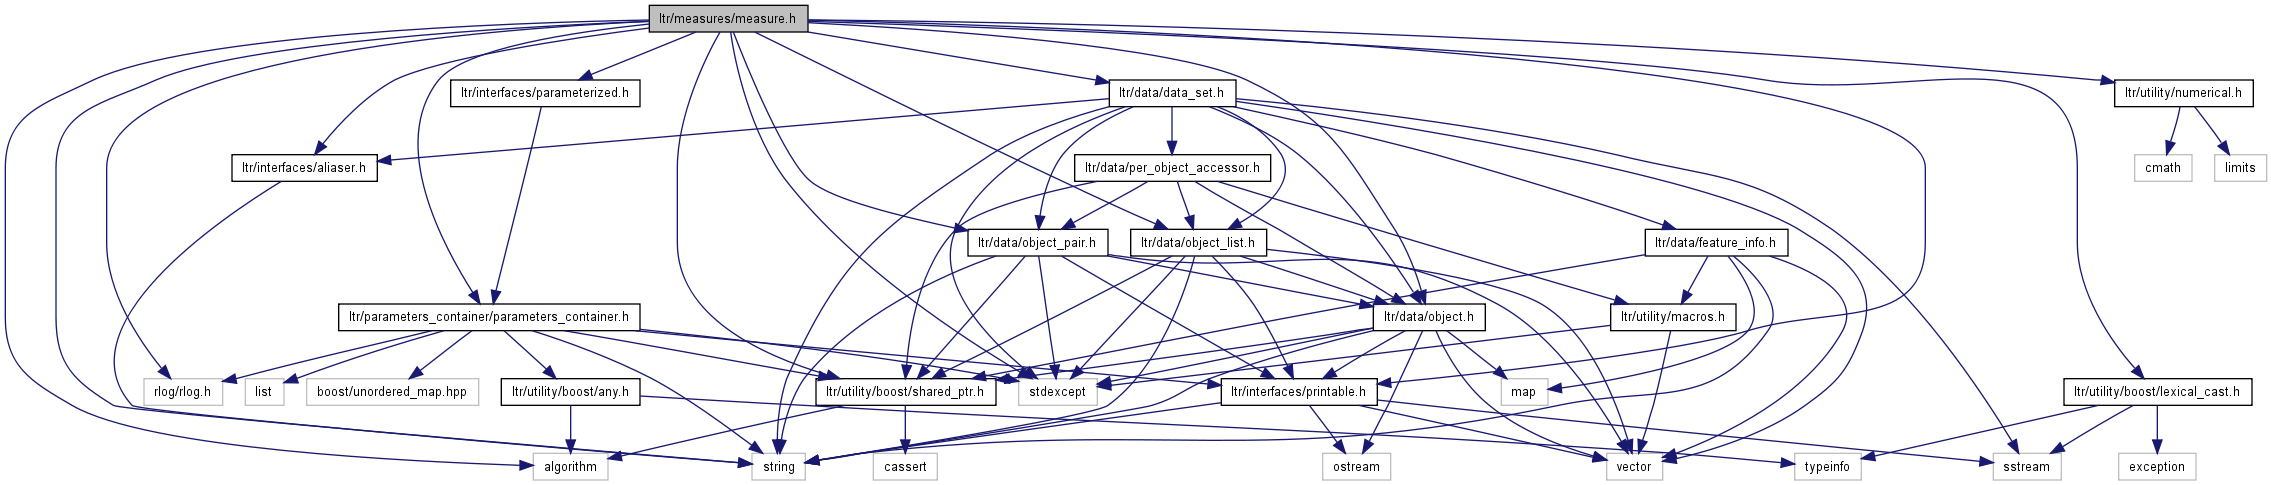 ltr/measures/measure.h
ltr/interfaces/parameterized.h
ltr/data/data_set.h
ltr/utility/numerical.h
ltr/interfaces/aliaser.h
ltr/data/per_object_accessor.h
cmath
limits
ltr/data/object_pair.h
ltr/data/object_list.h
ltr/data/feature_info.h
ltr/parameters_container/parameters_container.h
ltr/data/object.h
ltr/utility/macros.h
rlog/rlog.h
list
boost/unordered_map.hpp
ltr/utility/boost/any.h
ltr/utility/boost/shared_ptr.h
stdexcept
ltr/interfaces/printable.h
map
ltr/utility/boost/lexical_cast.h
algorithm
string
cassert
ostream
vector
typeinfo
sstream
exception